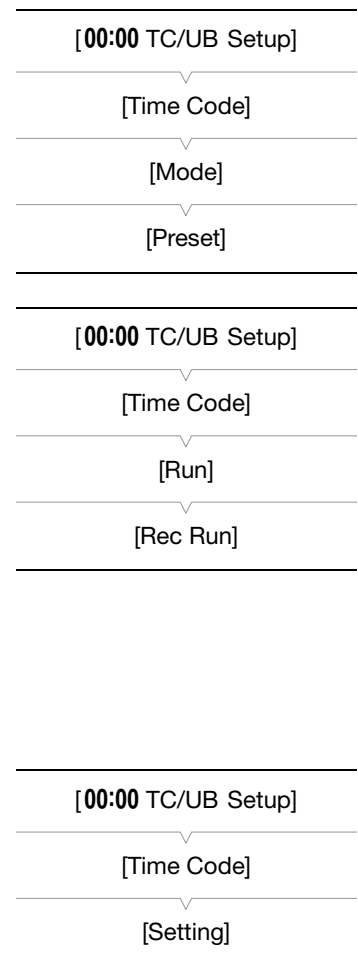 [00:00 TC/UB Setup]
[Time Code]
[Mode]
[Preset]
[00:00 TC/UB Setup]
[Time Code]
[Run]
[Rec Run]
[00:00 TC/UB Setup]
[Time Code]
[Setting]